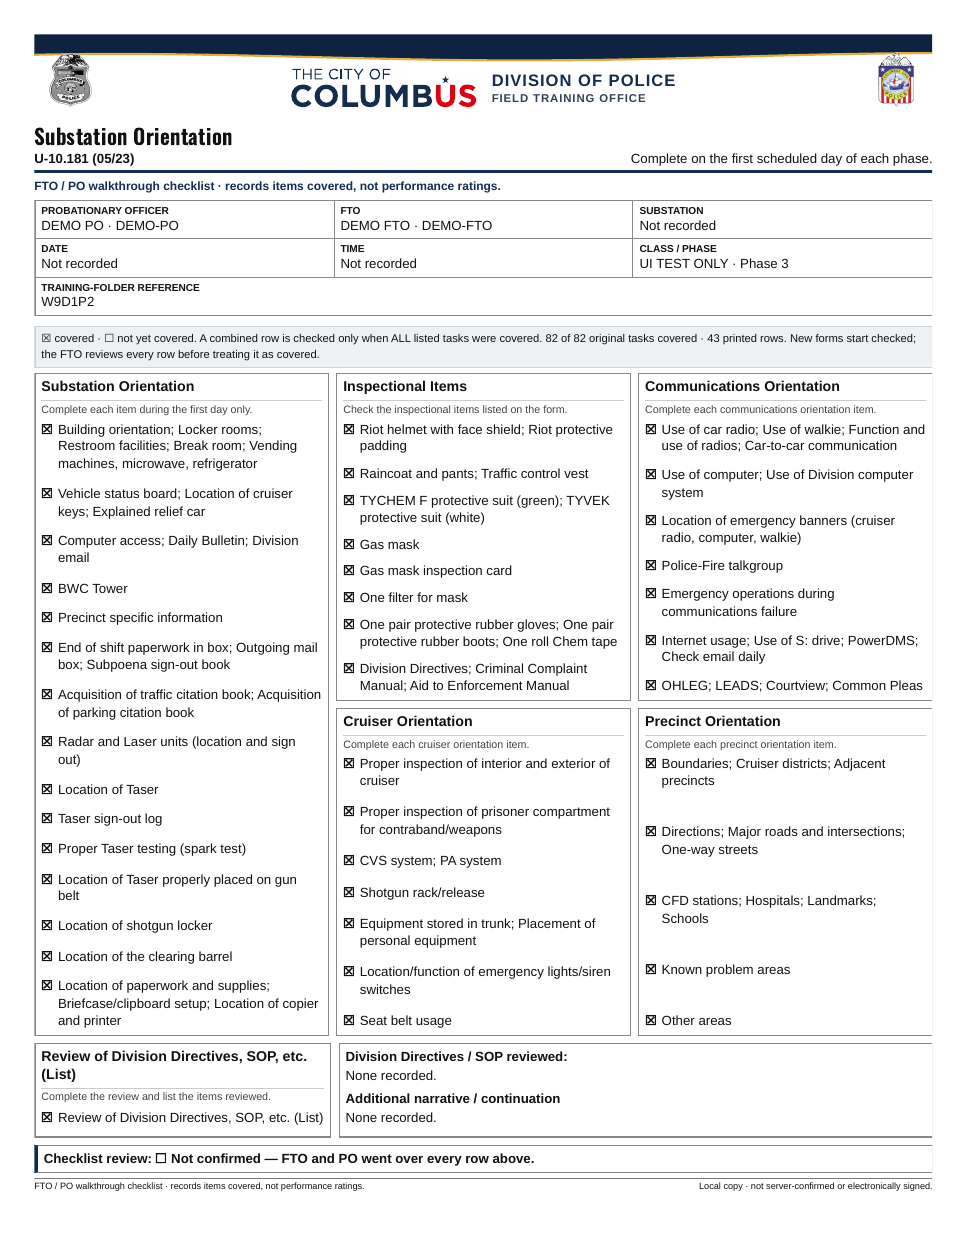 THE CITY OF
COLUMBUS
DIVISION OF POLICE
FIELD TRAINING OFFICE
Substation Orientation
U-10.181 (05/23)
Complete on the first scheduled day of each phase.
FTO / PO walkthrough checklist · records items covered, not performance ratings.
PROBATIONARY OFFICER
DEMO PO · DEMO-PO
FTO
DEMO FTO · DEMO-FTO
SUBSTATION
Not recorded
DATE
Not recorded
TIME
Not recorded
CLASS / PHASE
UI TEST ONLY · Phase 3
TRAINING-FOLDER REFERENCE
W9D1P2
☒ covered · ☐ not yet covered. A combined row is checked only when ALL listed tasks were covered. 82 of 82 original tasks covered · 43 printed rows. New forms start checked;
the FTO reviews every row before treating it as covered.
Substation Orientation
Complete each item during the first day only.
☒ Building orientation; Locker rooms;
Restroom facilities; Break room; Vending
machines, microwave, refrigerator
☒ Vehicle status board; Location of cruiser
keys; Explained relief car
☒ Computer access; Daily Bulletin; Division
email
☒ BWC Tower
☒ Precinct specific information
☒ End of shift paperwork in box; Outgoing mail
box; Subpoena sign-out book
☒ Acquisition of traffic citation book; Acquisition
of parking citation book
☒ Radar and Laser units (location and sign
out)
☒ Location of Taser
☒ Taser sign-out log
☒ Proper Taser testing (spark test)
☒ Location of Taser properly placed on gun
belt
☒ Location of shotgun locker
☒ Location of the clearing barrel
☒ Location of paperwork and supplies;
Briefcase/clipboard setup; Location of copier
and printer
Inspectional Items
Check the inspectional items listed on the form.
☒ Riot helmet with face shield; Riot protective
padding
☒ Raincoat and pants; Traffic control vest
☒ TYCHEM F protective suit (green); TYVEK
protective suit (white)
☒ Gas mask
☒ Gas mask inspection card
☒ One filter for mask
☒ One pair protective rubber gloves; One pair
protective rubber boots; One roll Chem tape
☒ Division Directives; Criminal Complaint
Manual; Aid to Enforcement Manual
Communications Orientation
Complete each communications orientation item.
☒ Use of car radio; Use of walkie; Function and
use of radios; Car-to-car communication
☒ Use of computer; Use of Division computer
system
☒ Location of emergency banners (cruiser
radio, computer, walkie)
☒ Police-Fire talkgroup
☒ Emergency operations during
communications failure
☒ Internet usage; Use of S: drive; PowerDMS;
Check email daily
☒ OHLEG; LEADS; Courtview; Common Pleas
Cruiser Orientation
Complete each cruiser orientation item.
☒ Proper inspection of interior and exterior of
cruiser
☒ Proper inspection of prisoner compartment
for contraband/weapons
☒ CVS system; PA system
☒ Shotgun rack/release
☒ Equipment stored in trunk; Placement of
personal equipment
☒ Location/function of emergency lights/siren
switches
☒ Seat belt usage
Precinct Orientation
Complete each precinct orientation item.
☒ Boundaries; Cruiser districts; Adjacent
precincts
☒ Directions; Major roads and intersections;
One-way streets
☒ CFD stations; Hospitals; Landmarks;
Schools
☒ Known problem areas
☒ Other areas
Review of Division Directives, SOP, etc.
(List)
Complete the review and list the items reviewed.
☒ Review of Division Directives, SOP, etc. (List)
Division Directives / SOP reviewed:
None recorded.
Additional narrative / continuation
None recorded.
Checklist review: ☐ Not confirmed — FTO and PO went over every row above.
FTO / PO walkthrough checklist · records items covered, not performance ratings.
Local copy · not server-confirmed or electronically signed.